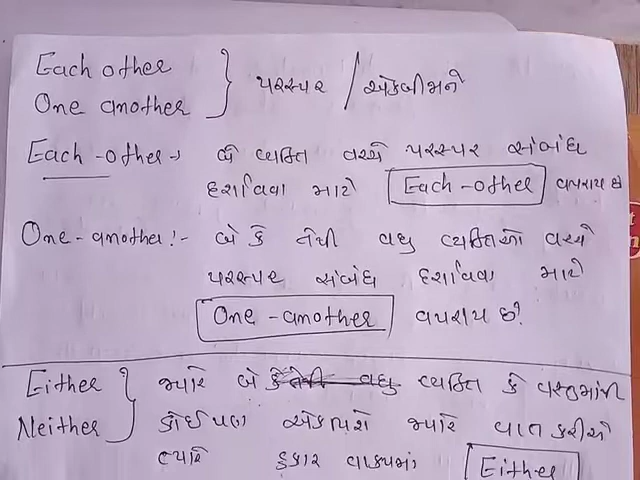 Each other
One another } પરસ્પર / એકબીજાને
Each-other → બે વ્યક્તિ વચ્ચે પરસ્પર સંબંધ
દર્શાવવા માટે Each-other વપરાય છે
One-another :- બે કે તેથી વધુ વ્યક્તિઓ વચ્ચે
પરસ્પર સંબંધ દર્શાવવા માટે
One-another વપરાય છે.
Either } જ્યારે બે વ્યક્તિ કે વસ્તુમાંન
Neither કોઈપણ એકબાબતે જ્યારે વાત કરીએ
ત્યારે હકાર વાક્યમાં Either